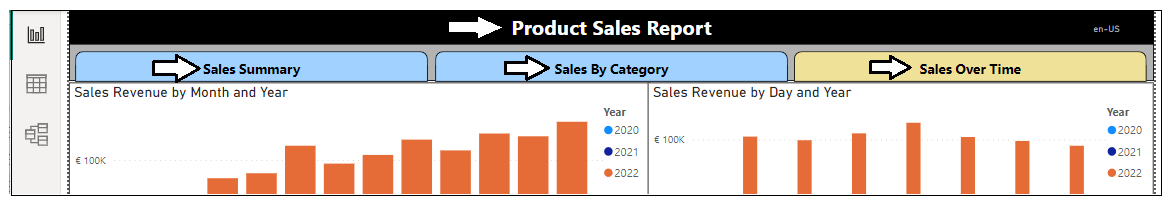 Product Sales Report
en-US
Sales Summary
Sales By Category
Sales Over Time
Sales Revenue by Month and Year
Year
2020
2021
2022
€ 100K
Sales Revenue by Day and Year
Year
2020
2021
2022
€ 100K